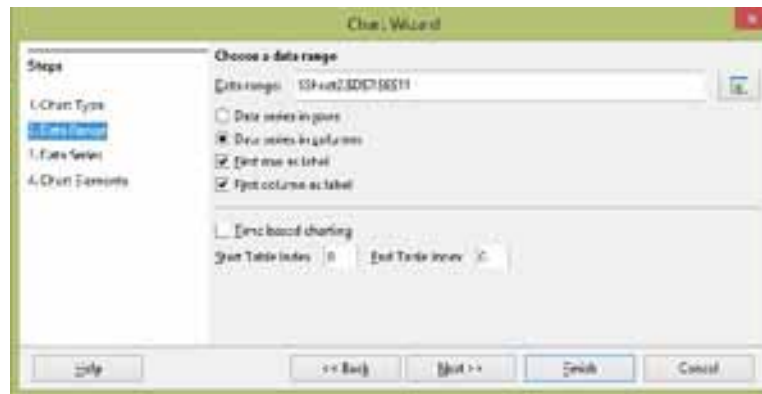 Chart Wizard
Steps
1.Chart Type
2.Data Range
3.Data Series
4.Chart Elements
Choose a data range
Data range:
Data series in rows
Data series in columns
First row as label
First column as label
Time based charting
Start Table Index End Table Index
Help << Back Next >> Finish Cancel